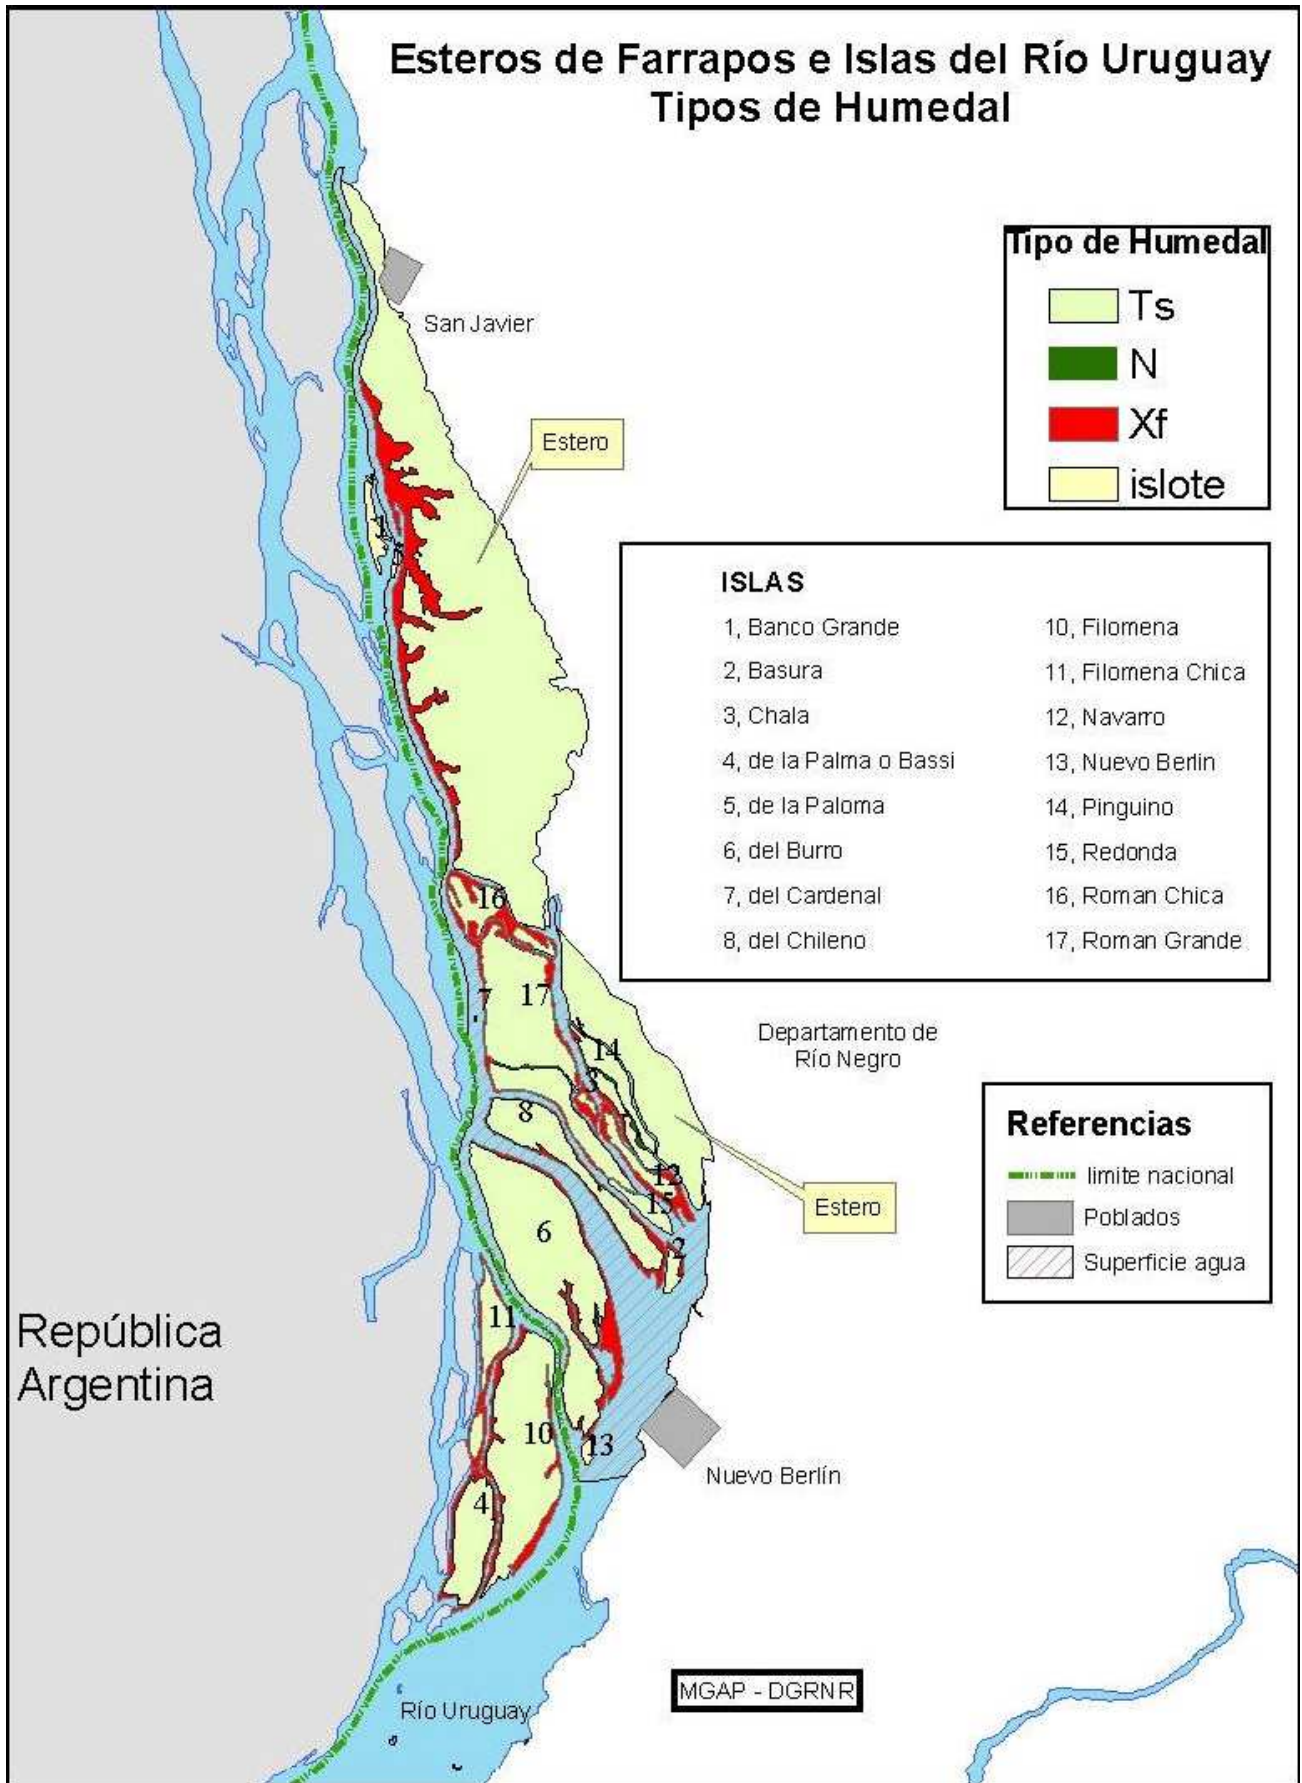 Esteros de Farrapos e Islas del Río Uruguay
Tipos de Humedal
Tipo de Humedal
Ts
N
Xf
islote
San Javier
Estero
ISLAS
1, Banco Grande
2, Basura
3, Chala
4, de la Palma o Bassi
5, de la Paloma
6, del Burro
7, del Cardenal
8, del Chileno
10, Filomena
11, Filomena Chica
12, Navarro
13, Nuevo Berlin
14, Pinguino
15, Redonda
16, Roman Chica
17, Roman Grande
1
16
7
17
14
3
8
12
15
2
6
11
10
13
4
Departamento de
Río Negro
Estero
Referencias
limite nacional
Poblados
Superficie agua
República
Argentina
Nuevo Berlín
MGAP - DGRNR
Río Uruguay